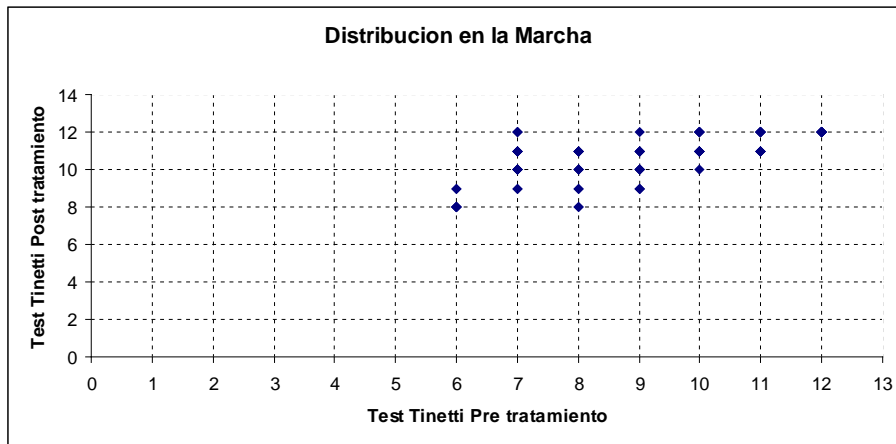 Distribucion en la Marcha
Test Tinetti Post tratamiento
14
12
10
8
6
4
2
0
0 1 2 3 4 5 6 7 8 9 10 11 12 13
Test Tinetti Pre tratamiento